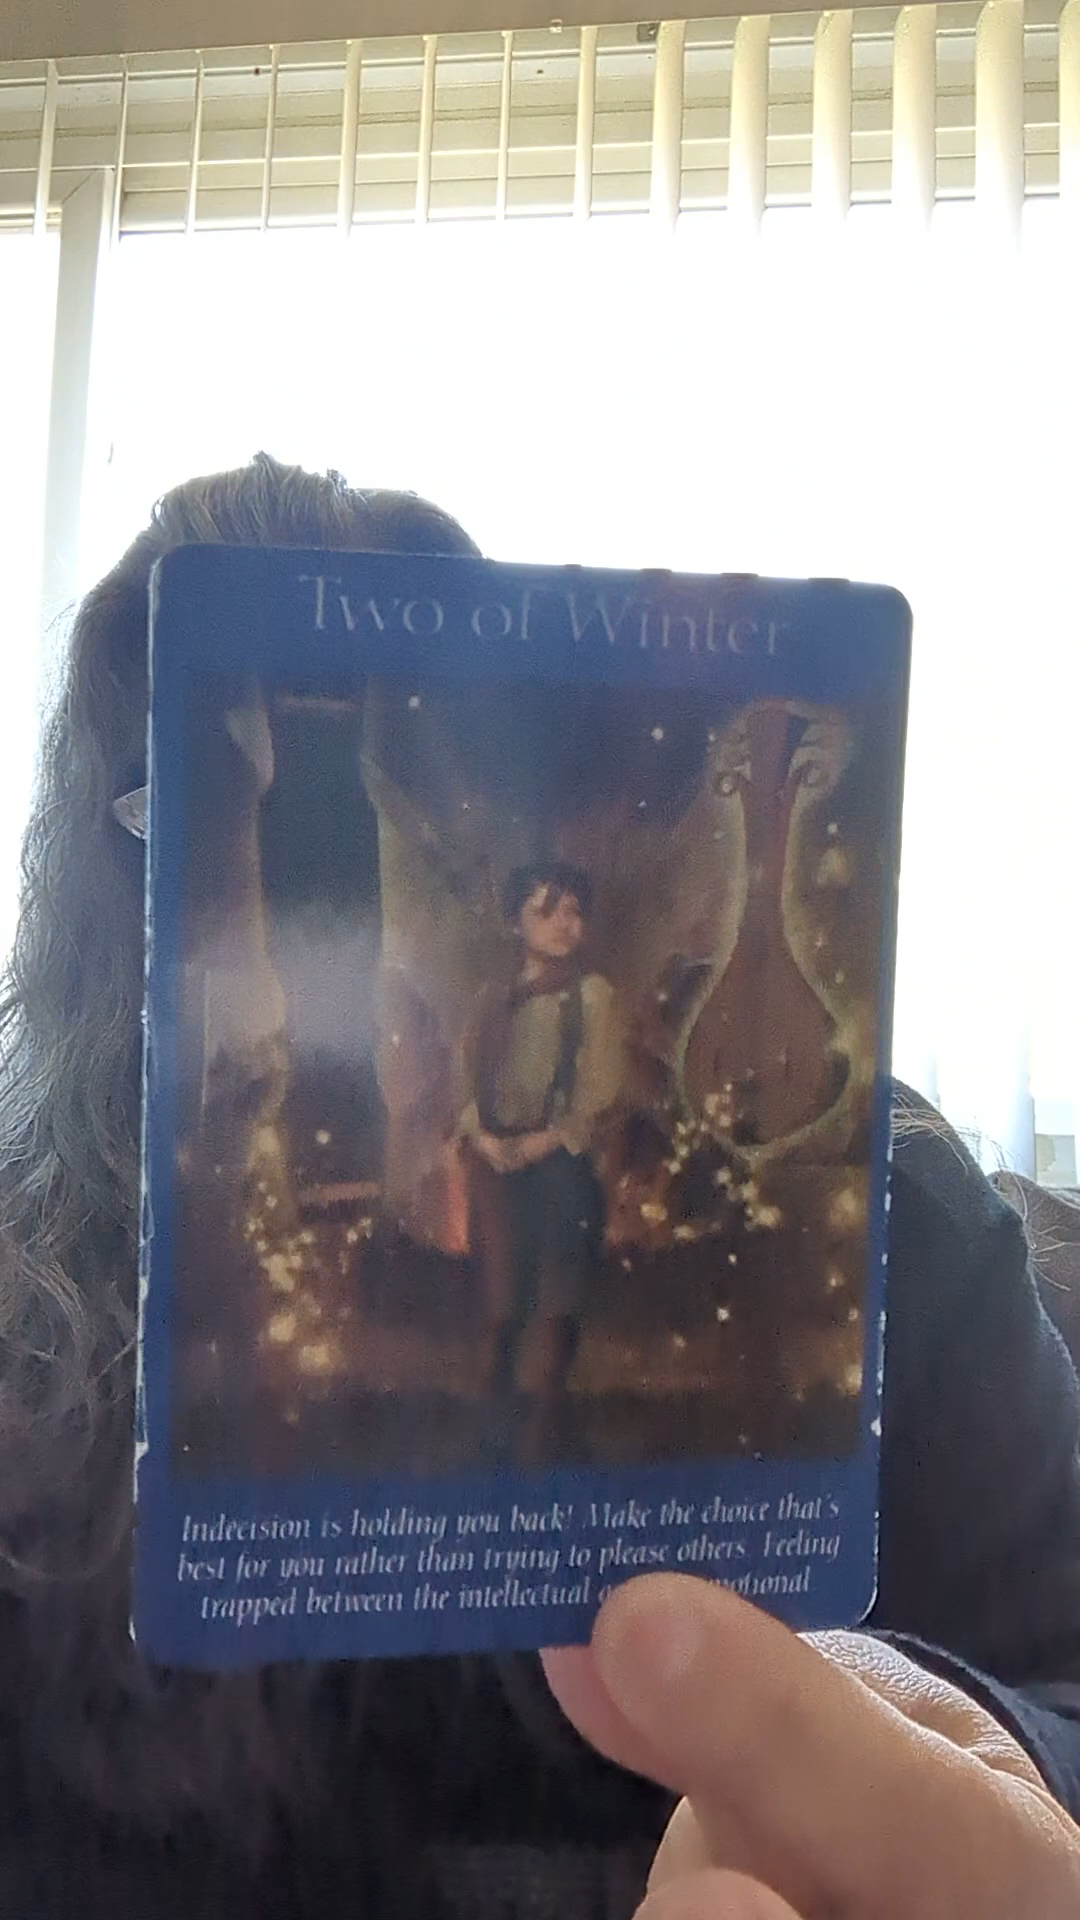 Two of Winter
Indecision is holding you back! Make the choice that's
best for you rather than trying to please others. Feeling
trapped between the intellectual